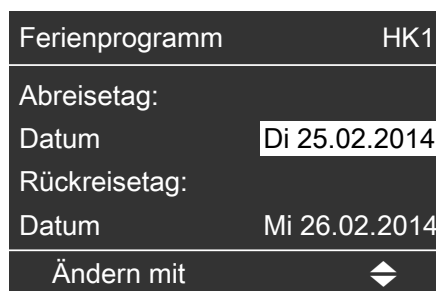 Ferienprogramm HK1
Abreisetag:
Datum Di 25.02.2014
Rückreisetag:
Datum Mi 26.02.2014
Ändern mit